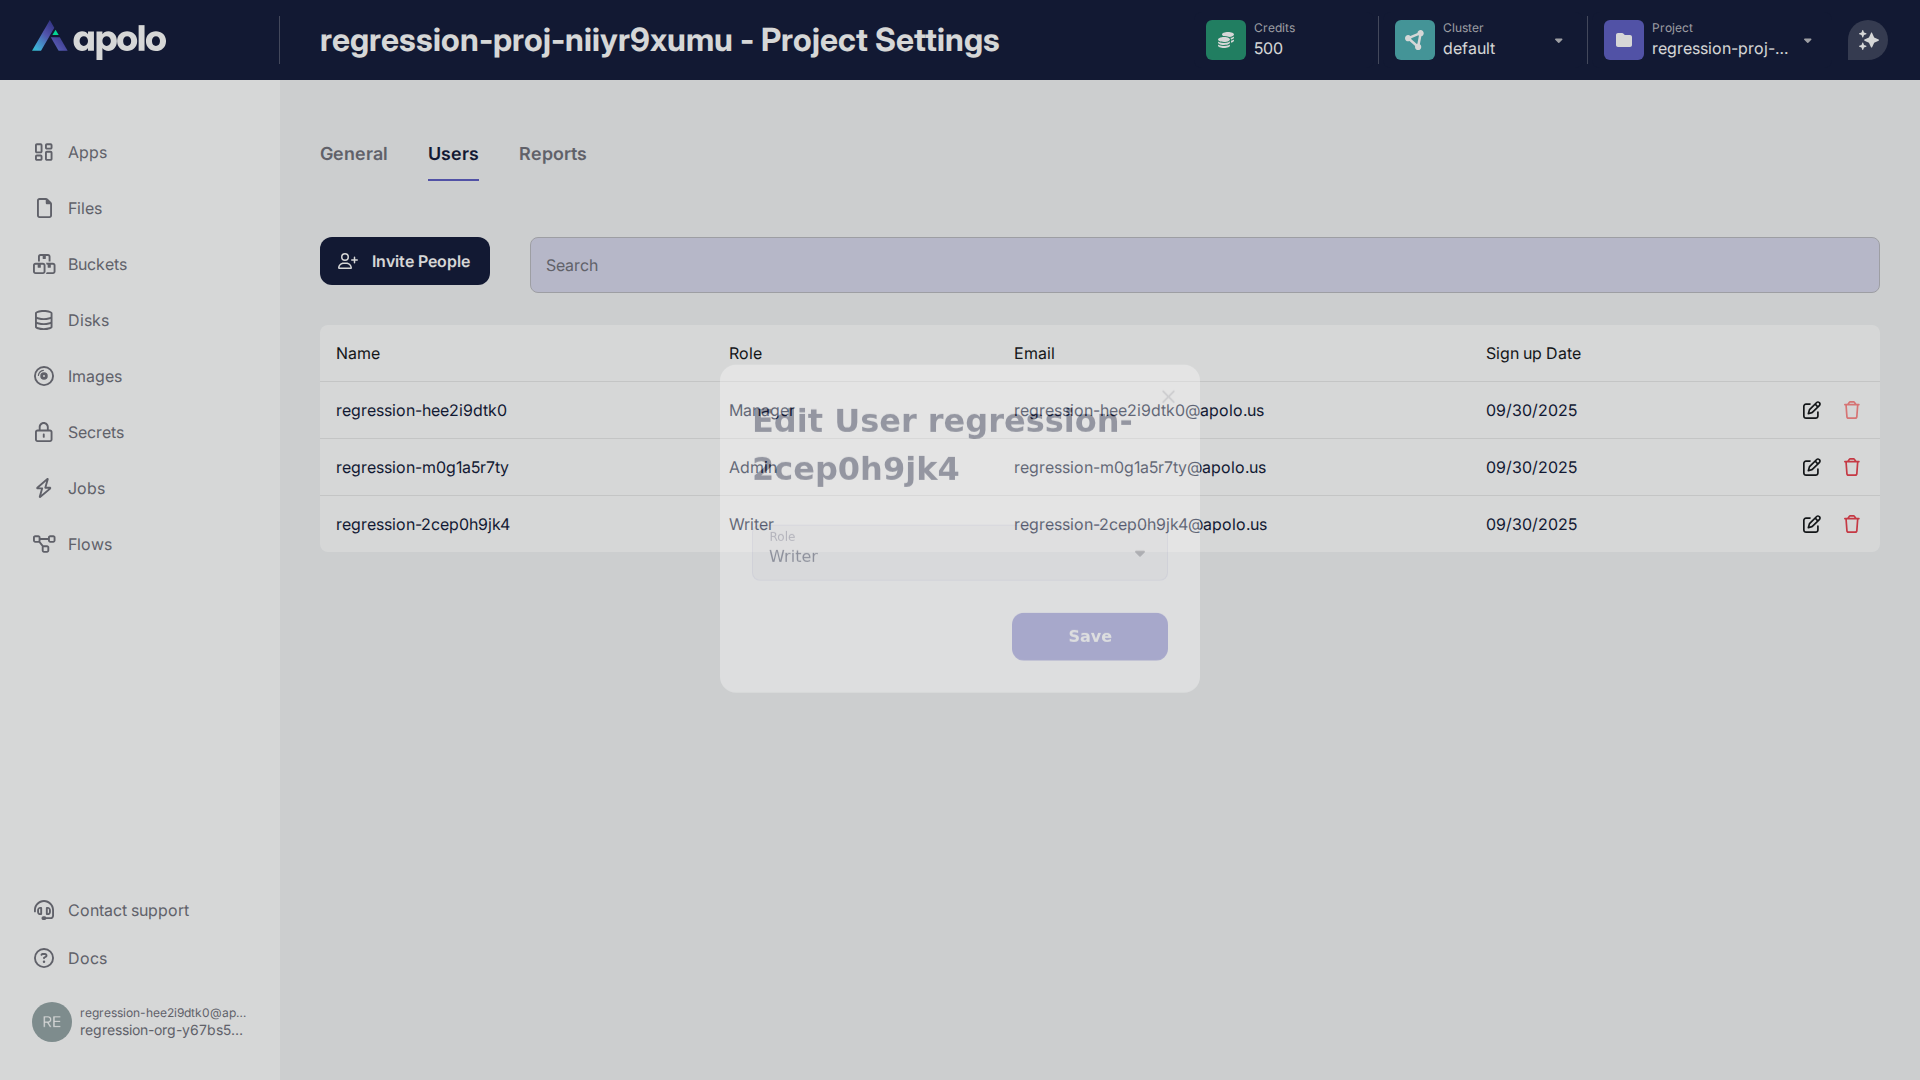 apolo
regression-proj-niiyr9xumu - Project Settings
Credits
500
Cluster
default
Project
regression-proj-...
Apps
Files
Buckets
Disks
Images
Secrets
Jobs
Flows
General Users Reports
Invite People
Search
Name Role Email Sign up Date
regression-hee2i9dtk0 Manager regression-hee2i9dtk0@apolo.us 09/30/2025
regression-m0g1a5r7ty Admin regression-m0g1a5r7ty@apolo.us 09/30/2025
regression-2cep0h9jk4 Writer regression-2cep0h9jk4@apolo.us 09/30/2025
Edit User regression-
2cep0h9jk4
Role
Writer
Save
Contact support
Docs
RE
regression-hee2i9dtk0@ap...
regression-org-y67bs5...